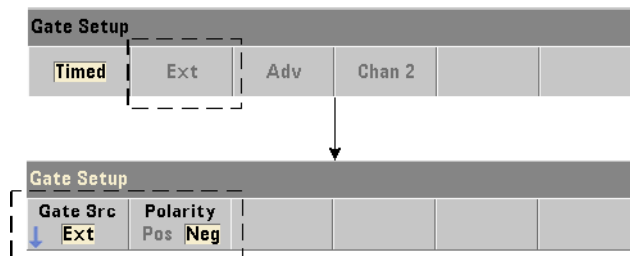 Gate Setup
Timed Ext Adv Chan 2
Gate Setup
Gate Src Polarity
Ext Pos Neg